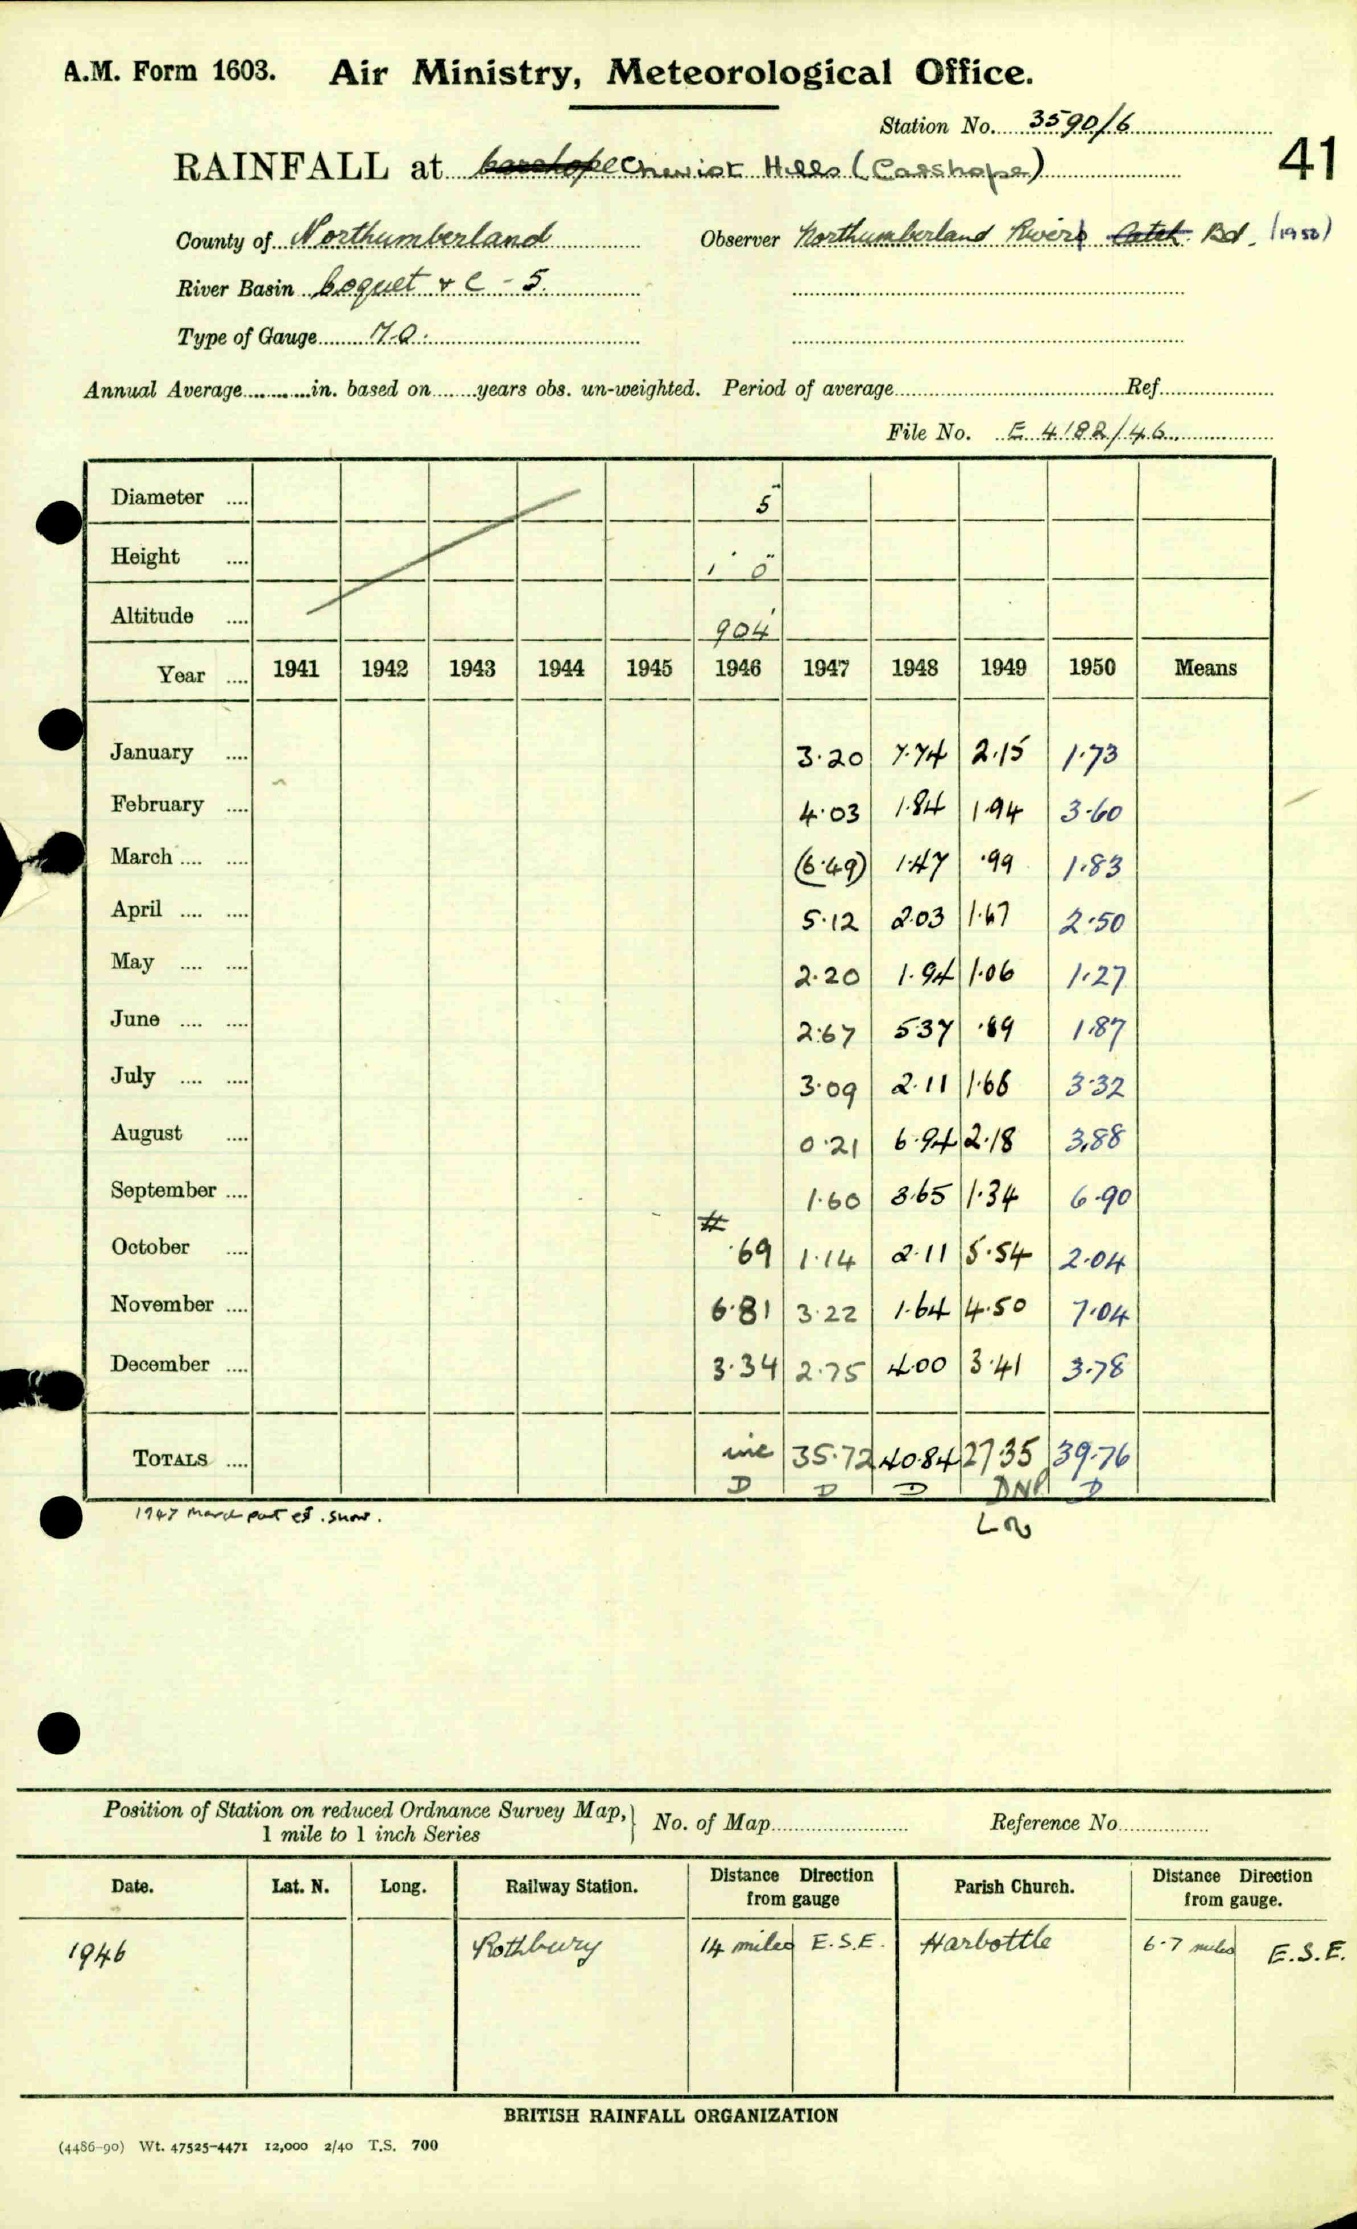 A.M. Form 1603. Air Ministry, Meteorological Office.
Station No. 3590/6
RAINFALL at Cheviot Hills (Carshope) 41
County of Northumberland Observer Northumberland Rivers Catch. Bd. (1950)
River Basin Coquet & C - 5.
Type of Gauge M.O.
Annual Average in. based on years obs. un-weighted. Period of average Ref.
File No. E 4182/46
Diameter 5"
Height 1' 0"
Altitude 904'
Year 1941 1942 1943 1944 1945 1946 1947 1948 1949 1950 Means
January 3.20 7.74 2.15 1.73
February 4.03 1.84 1.94 3.60
March (6.49) 1.47 .99 1.83
April 5.12 2.03 1.67 2.50
May 2.20 1.94 1.06 1.27
June 2.67 5.37 .89 1.87
July 3.09 2.11 1.68 3.32
August 0.21 6.94 2.18 3.88
September 1.60 3.65 1.34 6.90
October .69 1.14 2.11 5.54 2.04
November 6.81 3.22 1.64 4.50 7.04
December 3.34 2.75 4.00 3.41 3.78
TOTALS inc 35.72 40.84 27.35 39.76
D D D DNP D
1947 March part est. snow.
Position of Station on reduced Ordnance Survey Map, No. of Map Reference No
1 mile to 1 inch Series
Date. Lat. N. Long. Railway Station. Distance Direction from gauge Parish Church. Distance Direction from gauge.
1946 Rothbury 14 miles E.S.E. Harbottle 6-7 miles E.S.E.
BRITISH RAINFALL ORGANIZATION
(4486-90) Wt. 47525-4471 12,000 2/40 T.S. 700